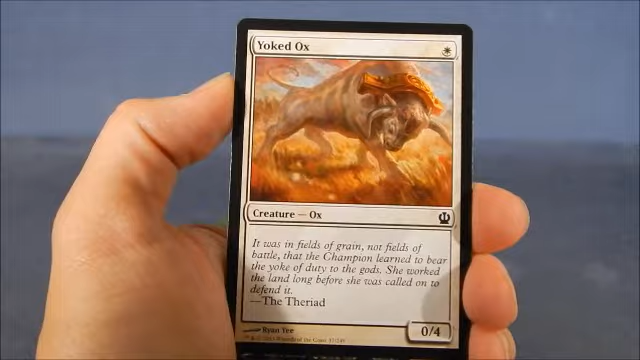 Yoked Ox
Creature — Ox
It was in fields of grain, not fields of
battle, that the Champion learned to bear
the yoke of duty to the gods. She worked
the land long before she was called on to
defend it.
—The Theriad
0/4
Ryan Yee